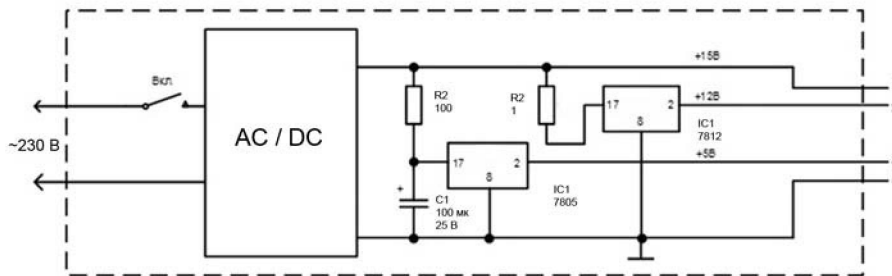 Вкл.
~230 В
AC / DC
R2
100
R2
1
+15В
17
2
8
+12В
IC1
7812
+
17
2
8
+5В
C1
100 мк
25 В
IC1
7805